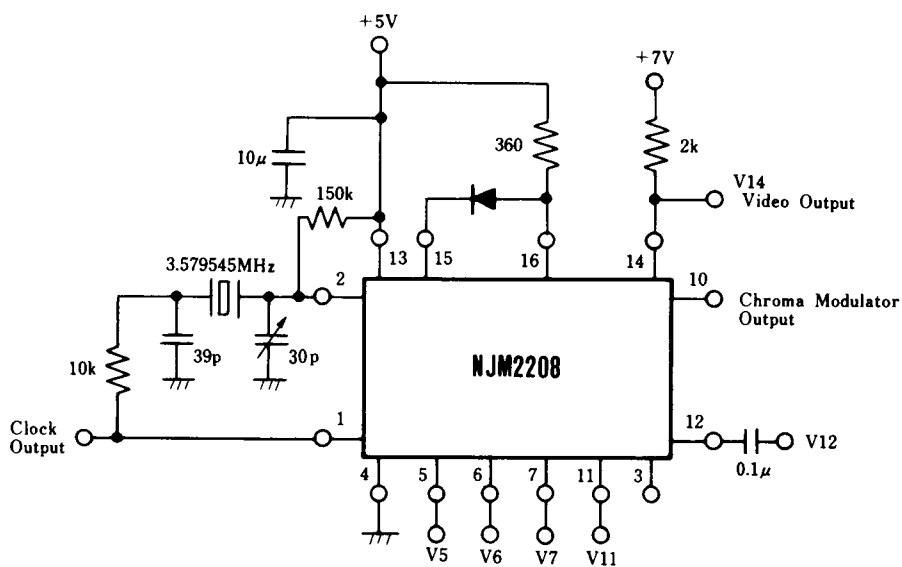 +5V
+7V
360
2k
10μ
V14
Video Output
150k
13
15
16
14
3.579545MHz
2
10
Chroma Modulator
Output
39p
30p
10k
NJM2208
1
Clock
Output
12
V12
0.1μ
4
5
6
7
11
3
V5
V6
V7
V11